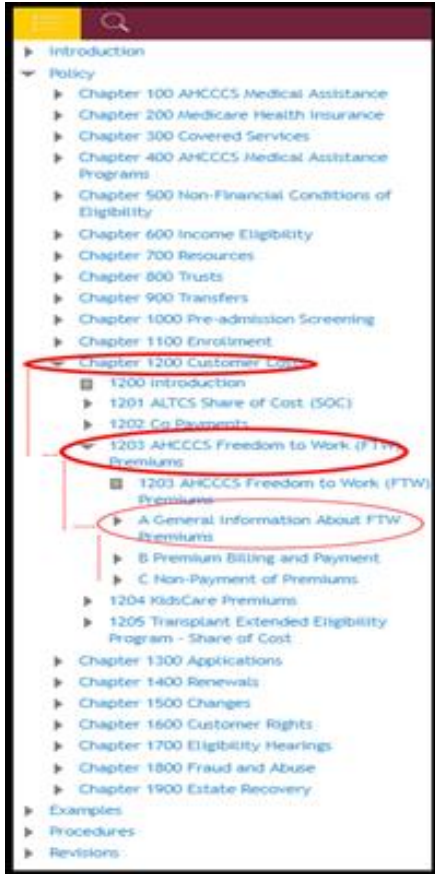 Introduction
Policy
Chapter 100 AHCCCS Medical Assistance
Chapter 200 Medicare Health Insurance
Chapter 300 Covered Services
Chapter 400 AHCCCS Medical Assistance
Programs
Chapter 500 Non-Financial Conditions of
Eligibility
Chapter 600 Income Eligibility
Chapter 700 Resources
Chapter 800 Trusts
Chapter 900 Transfers
Chapter 1000 Pre-admission Screening
Chapter 1100 Enrollment
Chapter 1200 Customer Costs
1200 Introduction
1201 ALTCS Share of Cost (SOC)
1202 Co Payments
1203 AHCCCS Freedom to Work (FTW)
Premiums
1203 AHCCCS Freedom to Work (FTW)
Premiums
A General Information About FTW
Premiums
B Premium Billing and Payment
C Non-Payment of Premiums
1204 KidsCare Premiums
1205 Transplant Extended Eligibility
Program - Share of Cost
Chapter 1300 Applications
Chapter 1400 Renewals
Chapter 1500 Changes
Chapter 1600 Customer Rights
Chapter 1700 Eligibility Hearings
Chapter 1800 Fraud and Abuse
Chapter 1900 Estate Recovery
Examples
Procedures
Revisions